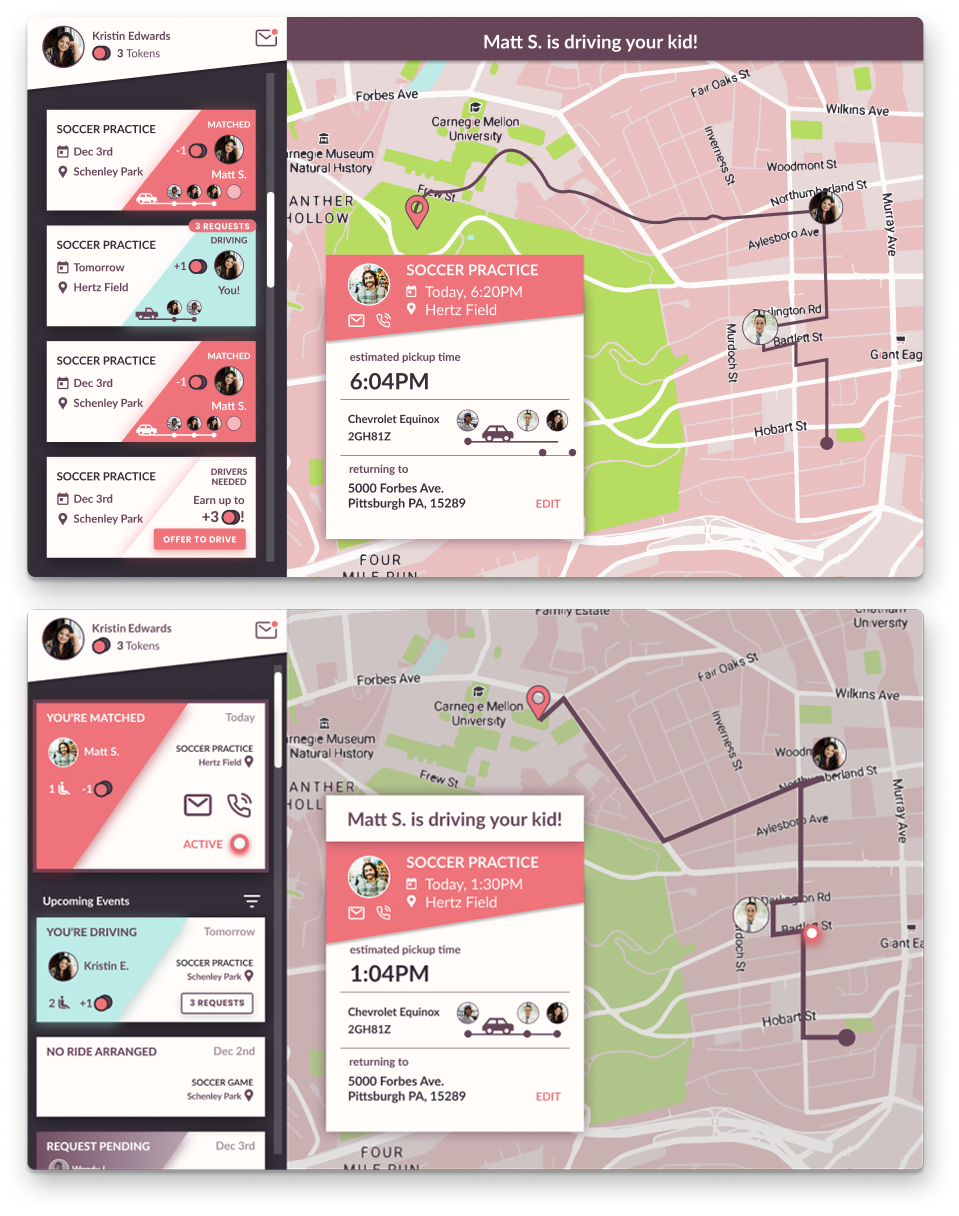 Kristin Edwards
3 Tokens
Matt S. is driving your kid!
SOCCER PRACTICE
MATCHED
Dec 3rd
-1
Schenley Park
Matt S.
3 REQUESTS
SOCCER PRACTICE
DRIVING
Tomorrow
+1
Hertz Field
You!
SOCCER PRACTICE
MATCHED
Dec 3rd
-1
Schenley Park
Matt S.
SOCCER PRACTICE
DRIVERS
NEEDED
Dec 3rd
Earn up to
Schenley Park
+3 !
OFFER TO DRIVE
Forbes Ave
Fair Oaks St
Wilkins Ave
Carnegie Mellon
University
arnegie Museum
Natural History
Inverness St
Woodmont St
Northumberland St
Frew St
ANTHER
HOLLOW
Murray Ave
Aylesboro Ave
lington Rd
Bartlett St
Murdoch St
Giant Eag
Hobart St
FOUR
MILE RUN
SOCCER PRACTICE
Today, 6:20PM
Hertz Field
estimated pickup time
6:04PM
Chevrolet Equinox
2GH81Z
returning to
5000 Forbes Ave.
Pittsburgh PA, 15289
EDIT
Kristin Edwards
3 Tokens
YOU'RE MATCHED
Today
Matt S.
SOCCER PRACTICE
Hertz Field
1
-1
ACTIVE
Upcoming Events
YOU'RE DRIVING
Tomorrow
Kristin E.
SOCCER PRACTICE
Schenley Park
2
+1
3 REQUESTS
NO RIDE ARRANGED
Dec 2nd
SOCCER GAME
Schenley Park
REQUEST PENDING
Dec 3rd
Family Estate
Chatham
University
Forbes Ave
Fair Oaks St
Wilkins Ave
Carnegie Mellon
University
arnegie Museum
Natural History
Inverness St
Woodm
Northumberland St
Frew St
ANTHER
HOLL
Murray Ave
Aylesboro Ave
Darlington Rd
Bartlett St
rdoch St
Giant Ea
Hobart St
FOUR
MILE RUN
Matt S. is driving your kid!
SOCCER PRACTICE
Today, 1:30PM
Hertz Field
estimated pickup time
1:04PM
Chevrolet Equinox
2GH81Z
returning to
5000 Forbes Ave.
Pittsburgh PA, 15289
EDIT